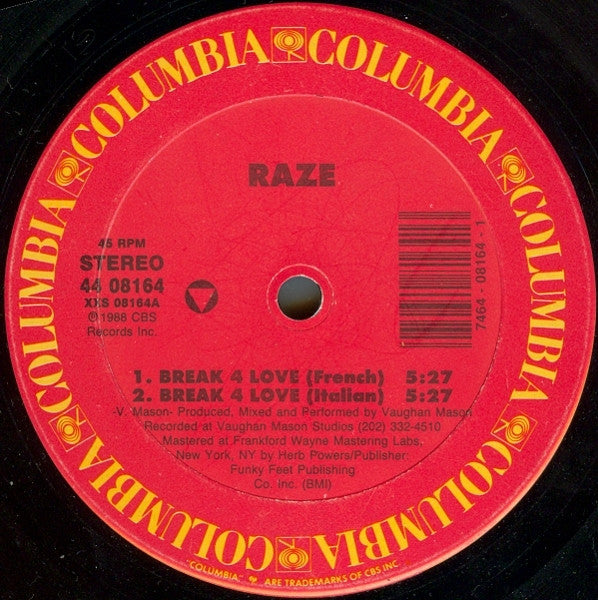 COLUMBIA COLUMBIA COLUMBIA COLUMBIA COLUMBIA COLUMBIA COLUMBIA
RAZE
45 RPM
STEREO
44 08164
XXS 08164A
℗1988 CBS
Records Inc.
7464 - 08164 - 1
1. BREAK 4 LOVE (French) 5:27
2. BREAK 4 LOVE (Italian) 5:27
-V. Mason- Produced, Mixed and Performed by Vaughan Mason
Recorded at Vaughan Mason Studios (202) 332-4510
Mastered at Frankford Wayne Mastering Labs,
New York, NY by Herb Powers/Publisher:
Funky Feet Publishing
Co. Inc. (BMI)
"COLUMBIA," ARE TRADEMARKS OF CBS INC.